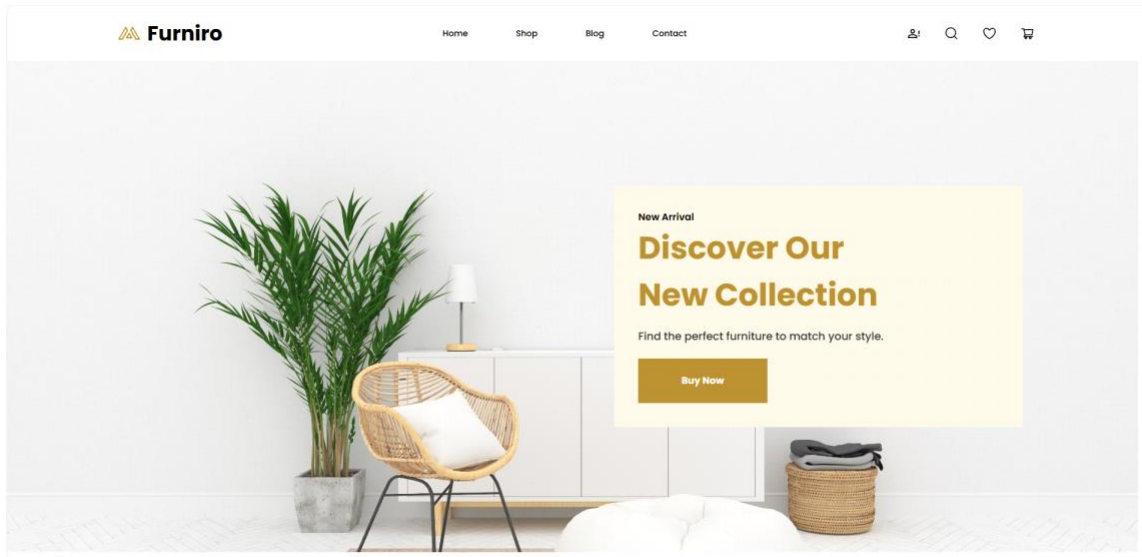 Furniro
Home
Shop
Blog
Contact
New Arrival
Discover Our
New Collection
Find the perfect furniture to match your style.
Buy Now